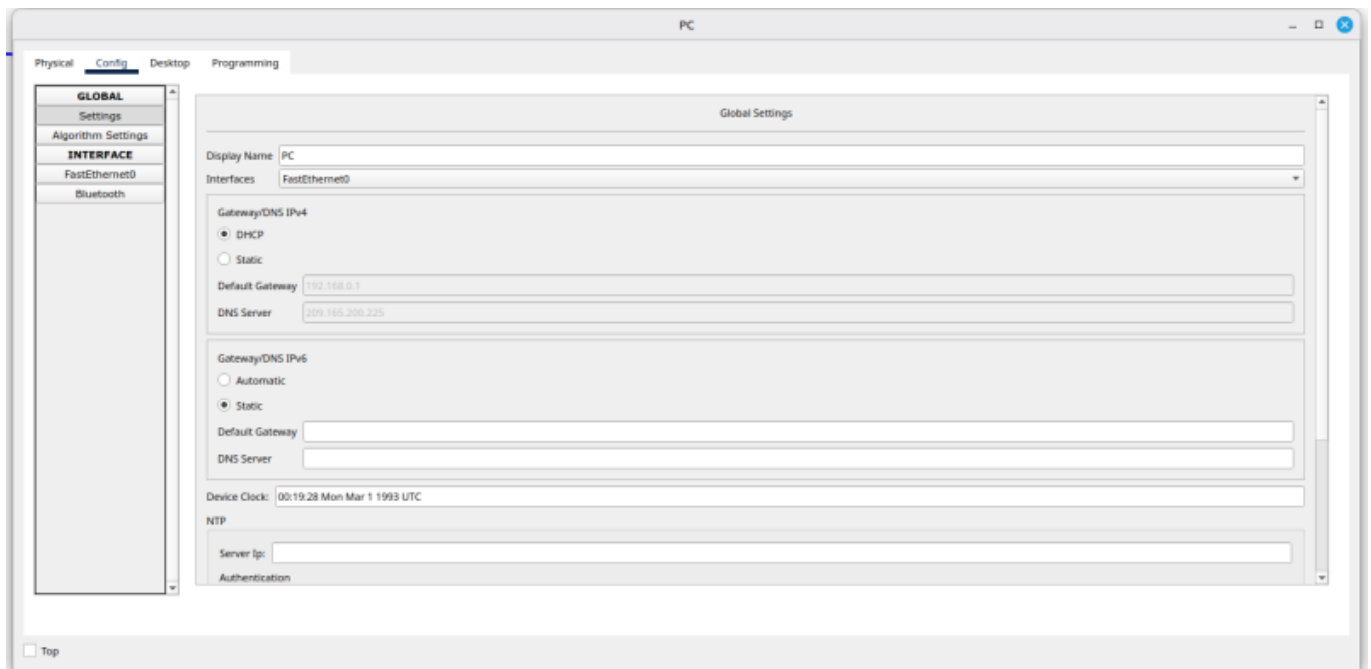 PC
Physical Config Desktop Programming
GLOBAL
Settings
Algorithm Settings
INTERFACE
FastEthernet0
Bluetooth
Global Settings
Display Name PC
Interfaces FastEthernet0
Gateway/DNS IPv4
DHCP
Static
Default Gateway 192.168.0.1
DNS Server 209.165.200.225
Gateway/DNS IPv6
Automatic
Static
Default Gateway
DNS Server
Device Clock: 00:19:28 Mon Mar 1 1993 UTC
NTP
Server Ip:
Authentication
Top